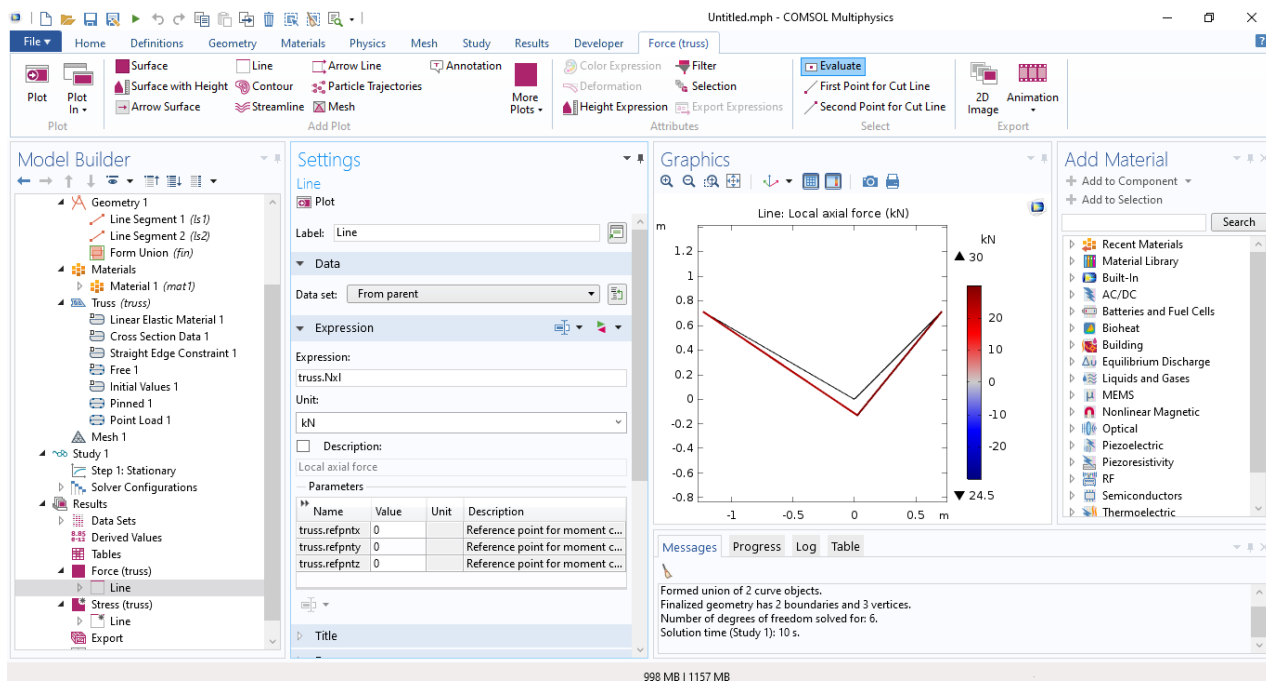 Untitled.mph - COMSOL Multiphysics
File Home Definitions Geometry Materials Physics Mesh Study Results Developer Force (truss)
Plot
Plot In
Plot
Surface Line Arrow Line Annotation
Surface with Height Contour Particle Trajectories
Arrow Surface Streamline Mesh
More Plots
Add Plot
Color Expression Filter
Deformation Selection
Height Expression Export Expressions
Attributes
Evaluate
First Point for Cut Line
Second Point for Cut Line
Select
2D Image
Animation
Export
Model Builder
Geometry 1
Line Segment 1 (ls1)
Line Segment 2 (ls2)
Form Union (fin)
Materials
Material 1 (mat1)
Truss (truss)
Linear Elastic Material 1
Cross Section Data 1
Straight Edge Constraint 1
Free 1
Initial Values 1
Pinned 1
Point Load 1
Mesh 1
Study 1
Step 1: Stationary
Solver Configurations
Results
Data Sets
8.85
e-12
Derived Values
Tables
Force (truss)
Line
Stress (truss)
Line
Export
Settings
Line
Plot
Label: Line
Data
Data set: From parent
Expression
Expression:
truss.Nxl
Unit:
kN
Description:
Local axial force
Parameters
Name Value Unit Description
truss.refpntx 0 Reference point for moment c...
truss.refpnty 0 Reference point for moment c...
truss.refpntz 0 Reference point for moment c...
Title
Graphics
Line: Local axial force (kN)
m
1.2
1
0.8
0.6
0.4
0.2
0
-0.2
-0.4
-0.6
-0.8
-1 -0.5 0 0.5 m
kN
30
20
10
0
-10
-20
24.5
Messages Progress Log Table
Formed union of 2 curve objects.
Finalized geometry has 2 boundaries and 3 vertices.
Number of degrees of freedom solved for: 6.
Solution time (Study 1): 10 s.
Add Material
Add to Component
Add to Selection
Search
Recent Materials
Material Library
Built-In
AC/DC
Batteries and Fuel Cells
Bioheat
Building
Equilibrium Discharge
Liquids and Gases
MEMS
Nonlinear Magnetic
Optical
Piezoelectric
Piezoresistivity
RF
Semiconductors
Thermoelectric
998 MB | 1157 MB